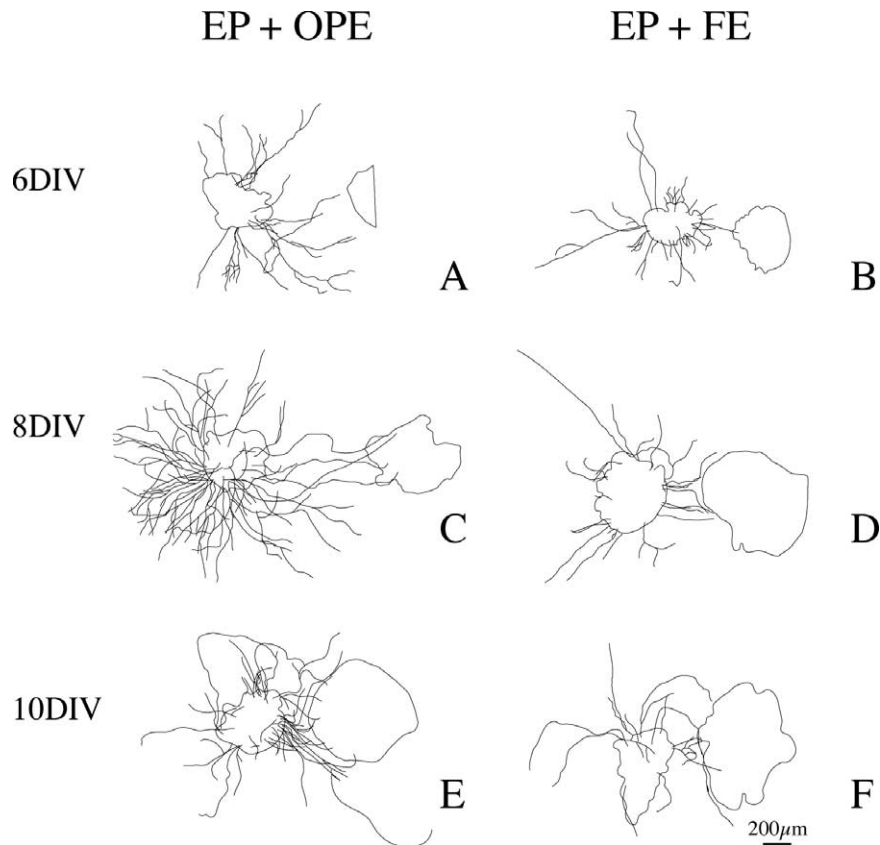 EP + OPE
EP + FE
6DIV
A
B
8DIV
C
D
10DIV
E
F
200µm